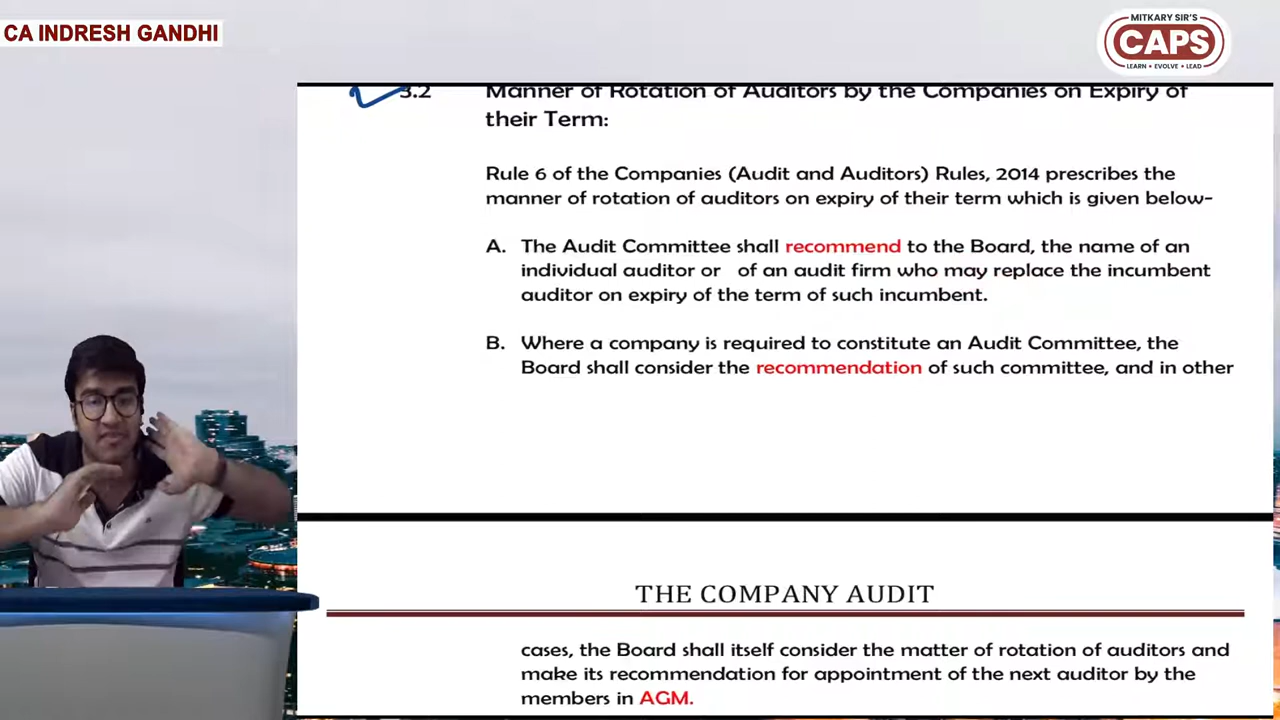 CA INDRESH GANDHI
MITKARY SIR'S
CAPS
LEARN • EVOLVE • LEAD
3.2 Manner of Rotation of Auditors by the Companies on Expiry of
their Term:
Rule 6 of the Companies (Audit and Auditors) Rules, 2014 prescribes the
manner of rotation of auditors on expiry of their term which is given below-
A. The Audit Committee shall recommend to the Board, the name of an
individual auditor or of an audit firm who may replace the incumbent
auditor on expiry of the term of such incumbent.
B. Where a company is required to constitute an Audit Committee, the
Board shall consider the recommendation of such committee, and in other
THE COMPANY AUDIT
cases, the Board shall itself consider the matter of rotation of auditors and
make its recommendation for appointment of the next auditor by the
members in AGM.